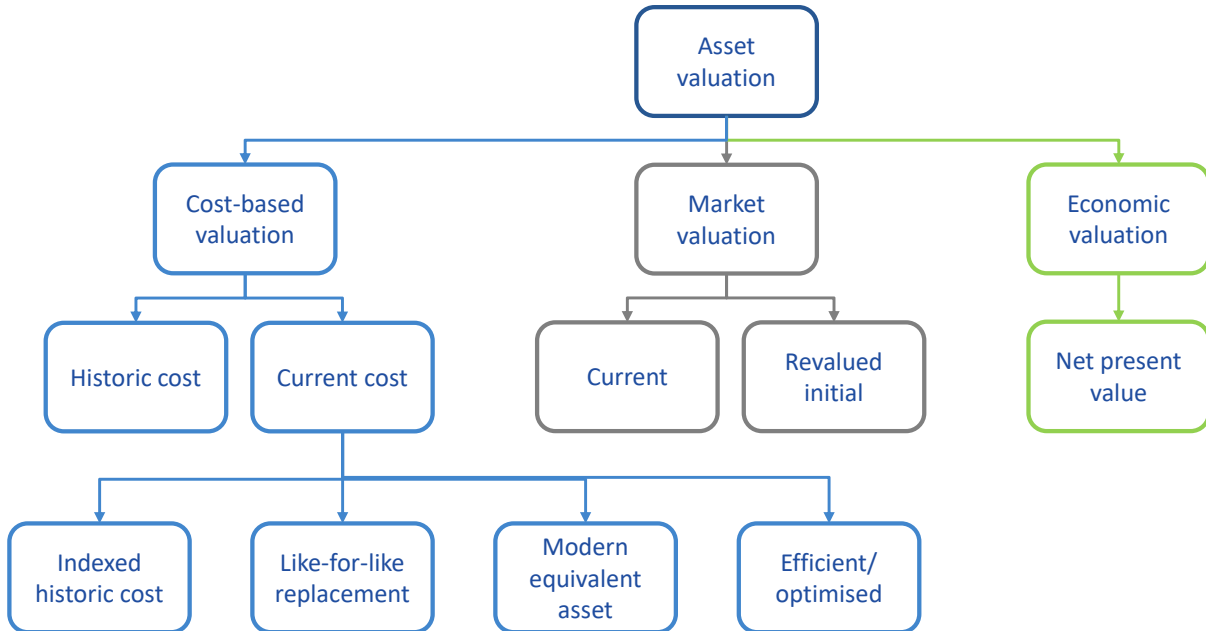 Asset
valuation
Cost-based
valuation
Market
valuation
Economic
valuation
Historic cost
Current cost
Current
Revalued
initial
Net present
value
Indexed
historic cost
Like-for-like
replacement
Modern
equivalent
asset
Efficient/
optimised